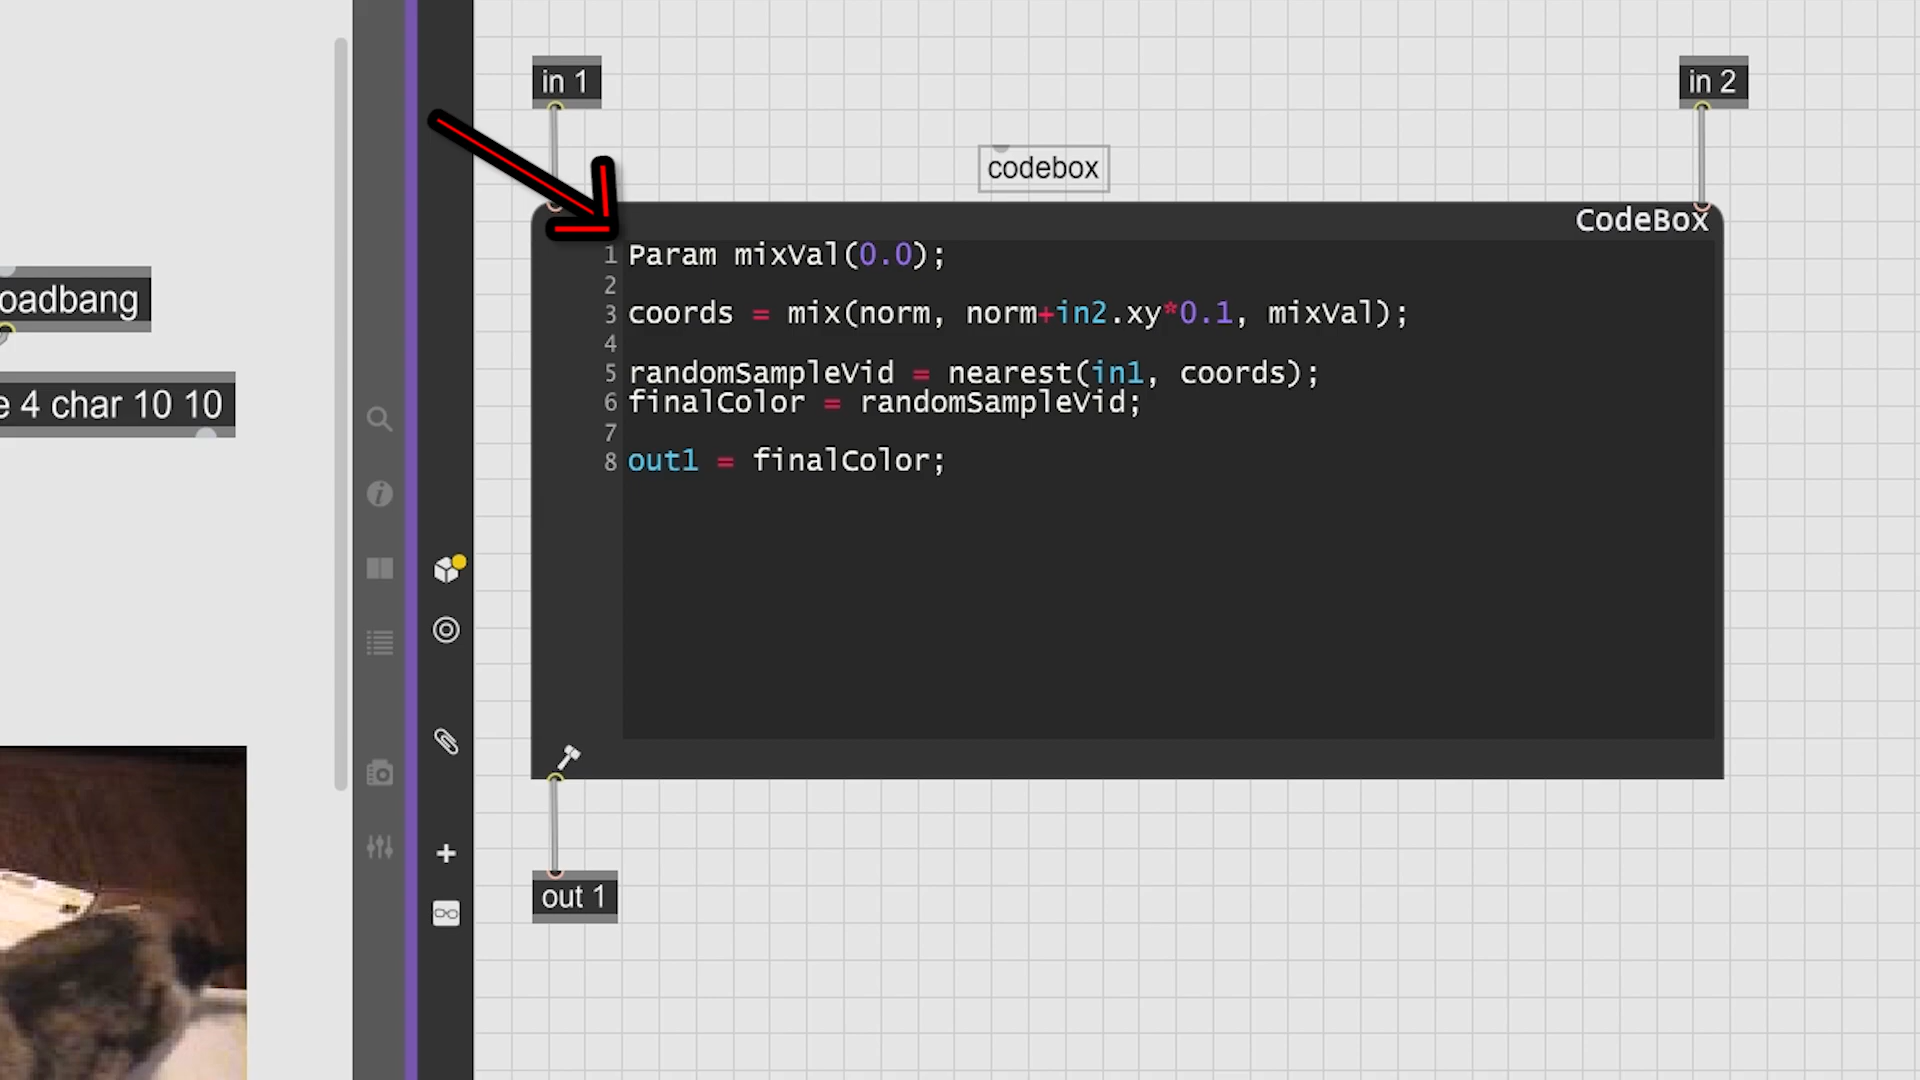 in 1
in 2
codebox
CodeBox
1 Param mixVal(0.0);
2
3 coords = mix(norm, norm+in2.xy*0.1, mixVal);
4
5 randomSampleVid = nearest(in1, coords);
6 finalColor = randomSampleVid;
7
8 out1 = finalColor;
out 1
oadbang
e 4 char 10 10